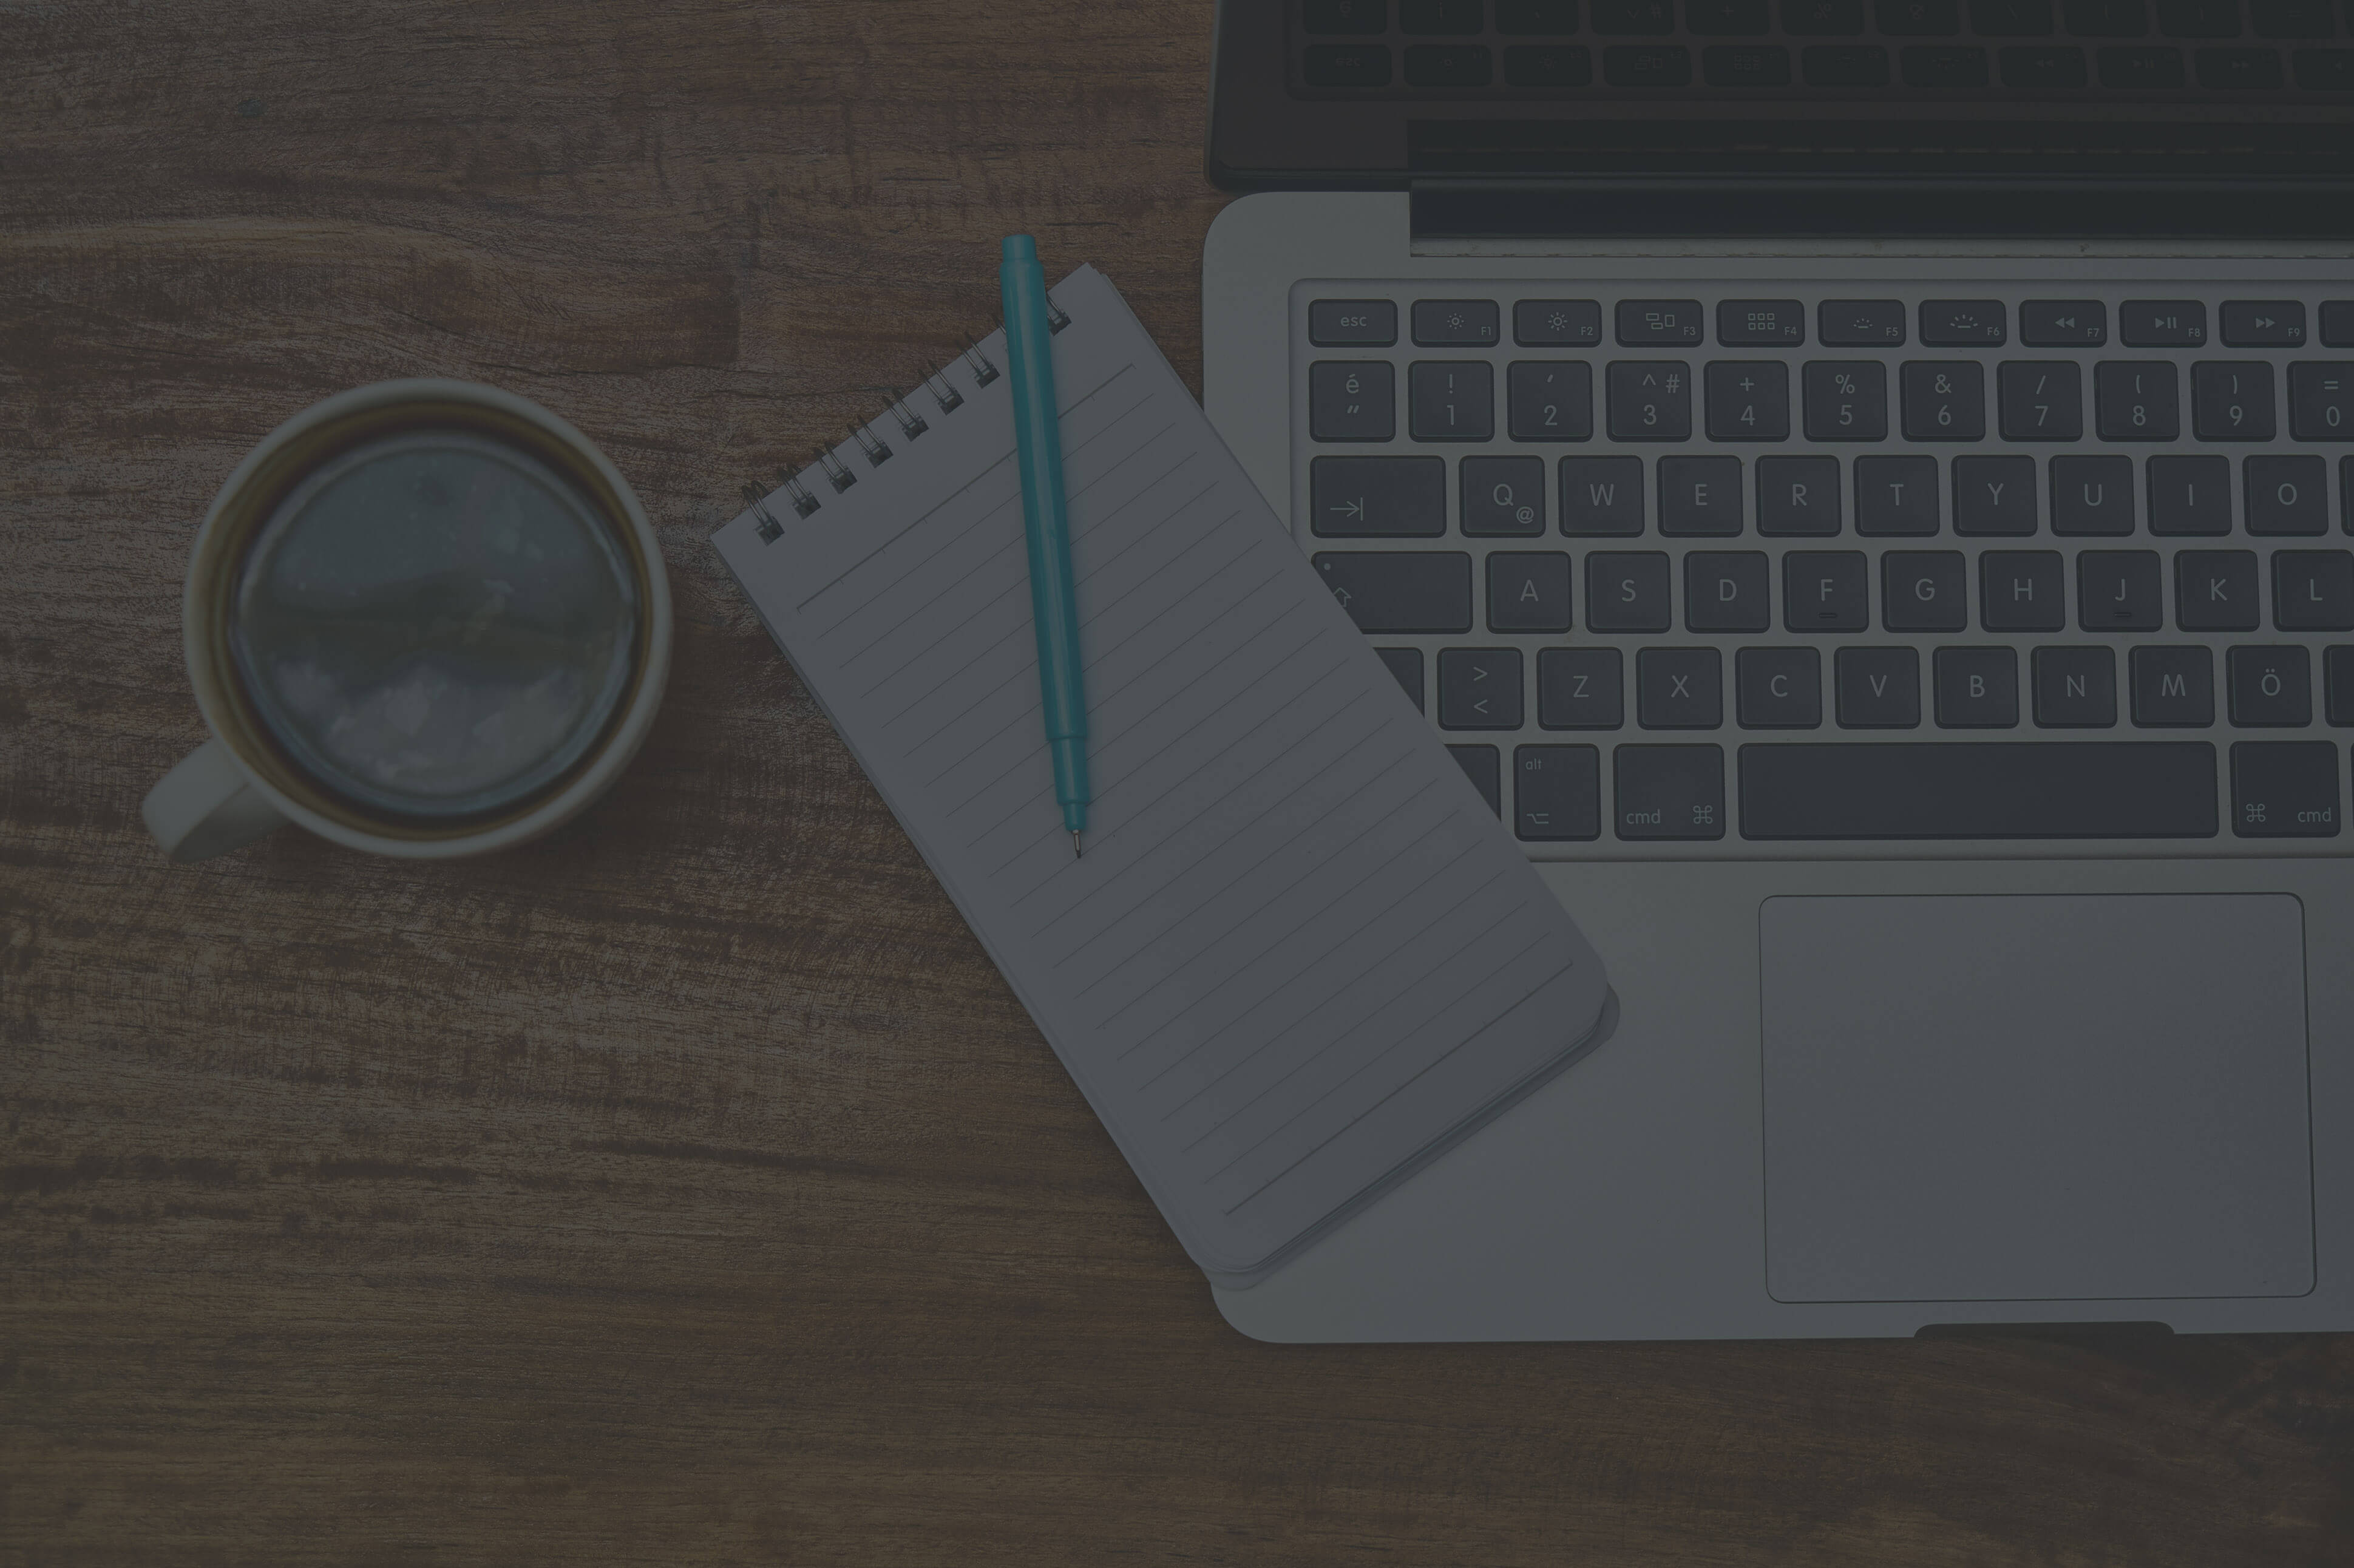 esc F1 F2 F3 F4 F5 F6 F7 F8 F9
é ! ' ^ # + % & / ( ) =
" 1 2 3 4 5 6 7 8 9 0
Q @ W E R T Y U I O
A S D F G H J K L
> Z X C V B N M Ö
<
alt
cmd ⌘ ⌘ cmd